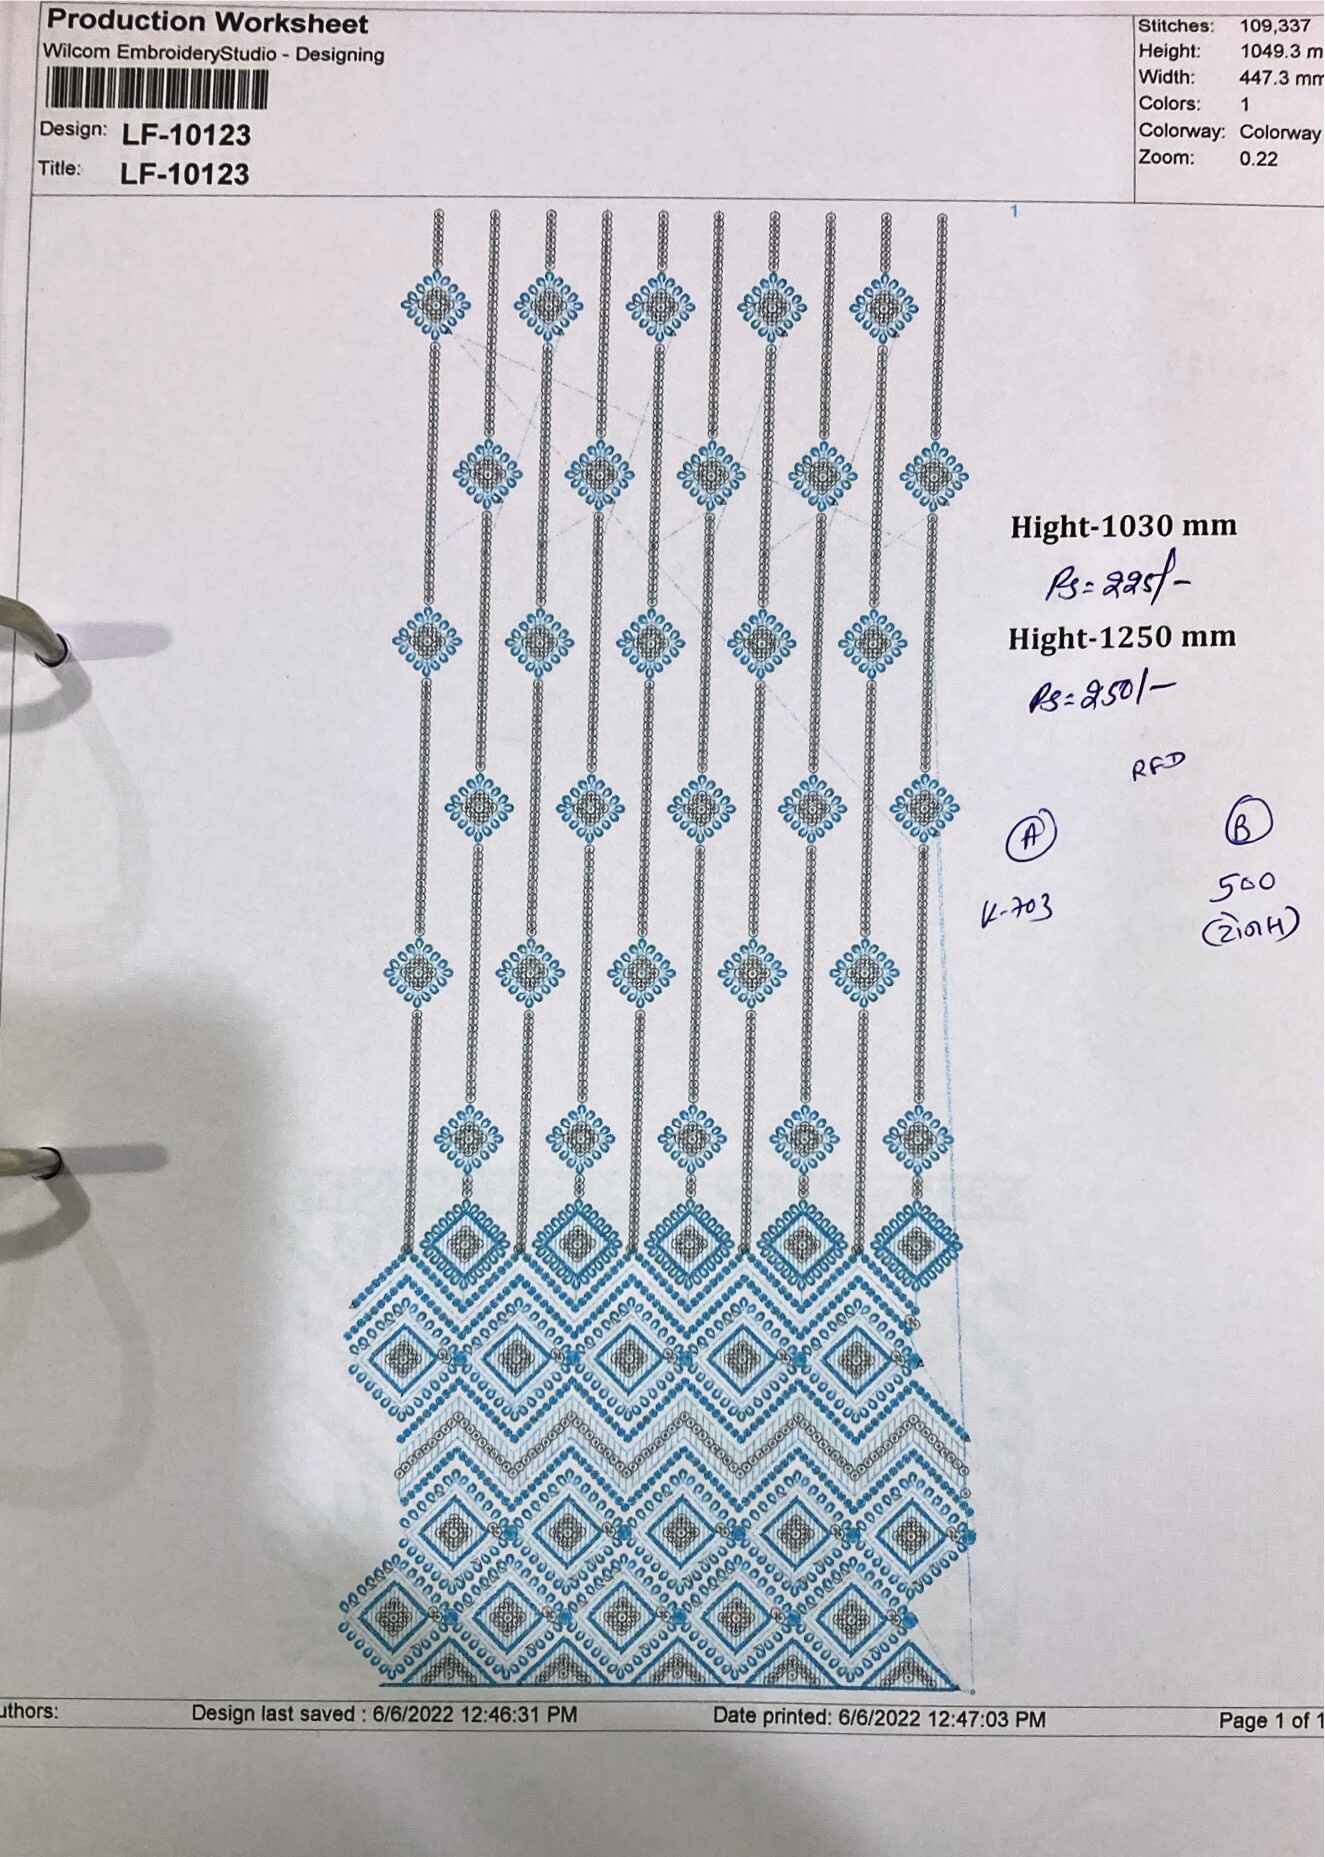 Production Worksheet
Wilcom EmbroideryStudio - Designing
Design: LF-10123
Title: LF-10123
Stitches: 109,337
Height: 1049.3 m
Width: 447.3 mm
Colors: 1
Colorway: Colorway
Zoom: 0.22
1
Hight-1030 mm
Rs = 225/-
Hight-1250 mm
Rs = 250/-
RFD
A
B
K-703
500
uthors:
Design last saved : 6/6/2022 12:46:31 PM
Date printed: 6/6/2022 12:47:03 PM
Page 1 of 1